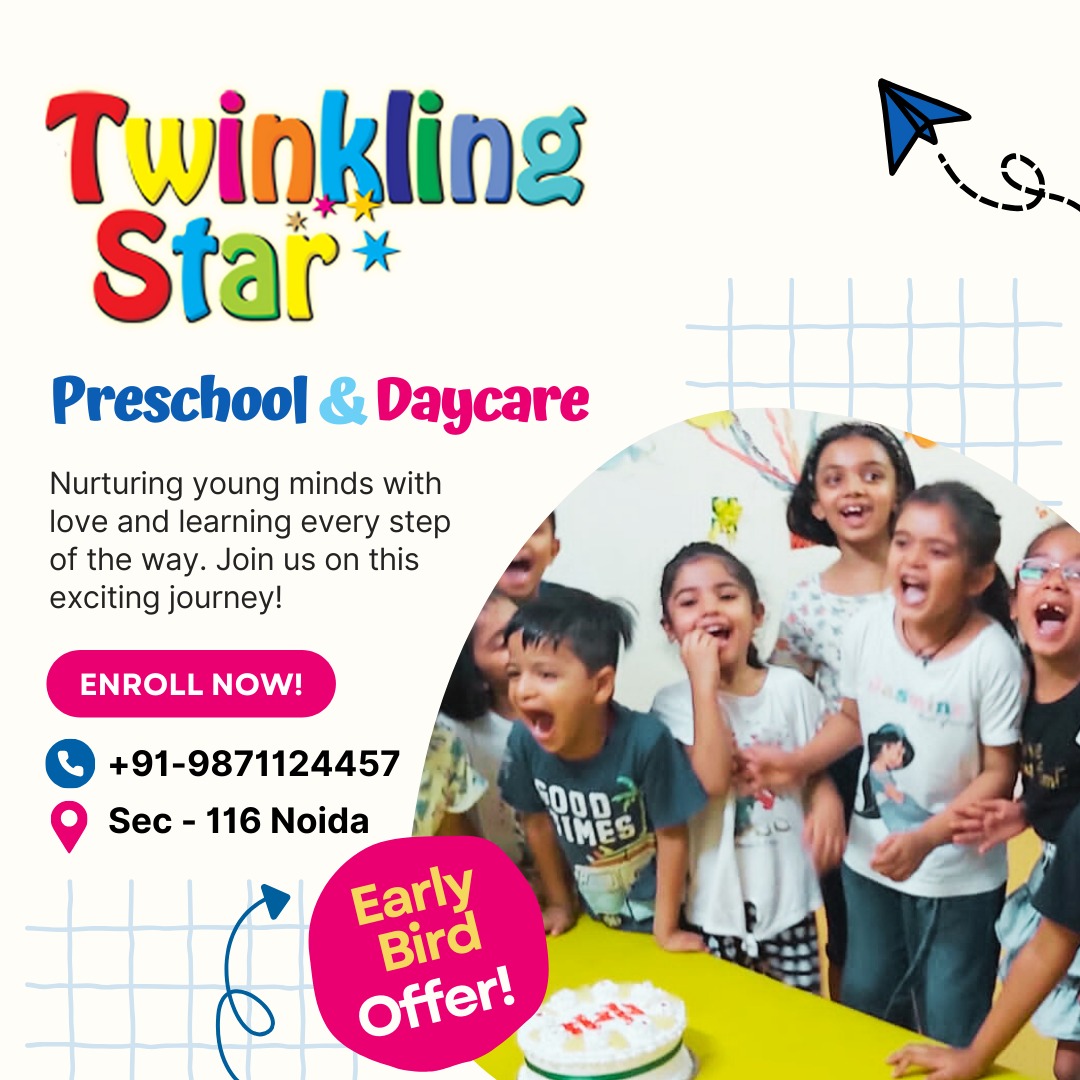 Twinkling
Star
Preschool & Daycare
Nurturing young minds with
love and learning every step
of the way. Join us on this
exciting journey!
ENROLL NOW!
+91-9871124457
Sec - 116 Noida
Early
Bird
Offer!
GOOD
TIMES